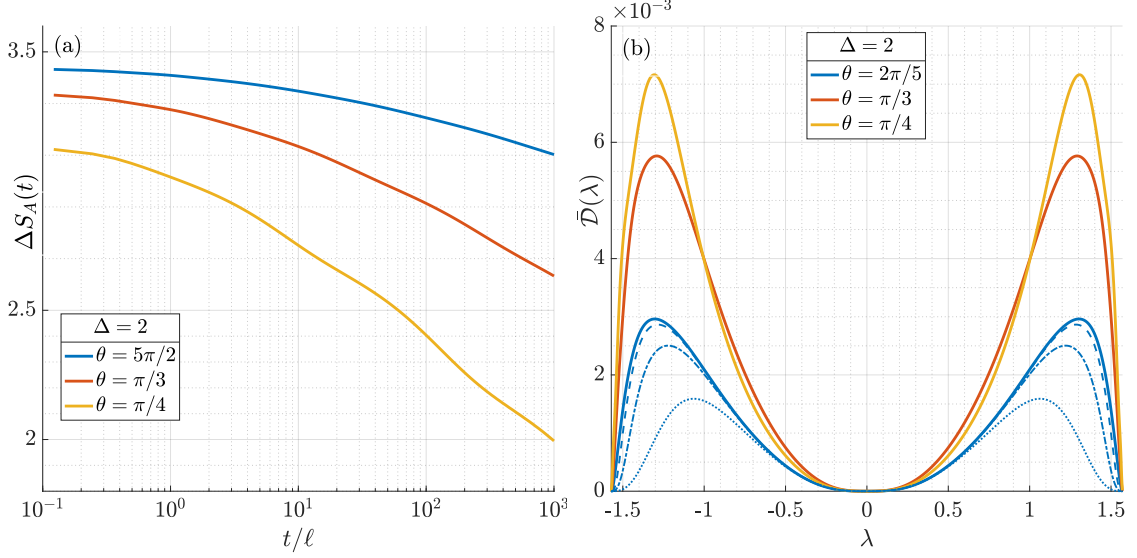 (a)
ΔS_A(t)
3.5
2.5
2
Δ = 2
θ = 5π/2
θ = π/3
θ = π/4
10^{-1}
10^0
10^1
10^2
10^3
t/ℓ
×10^{-3}
(b)
𝒟̄(λ)
8
6
4
2
0
Δ = 2
θ = 2π/5
θ = π/3
θ = π/4
-1.5
-1
-0.5
0
0.5
1
1.5
λ